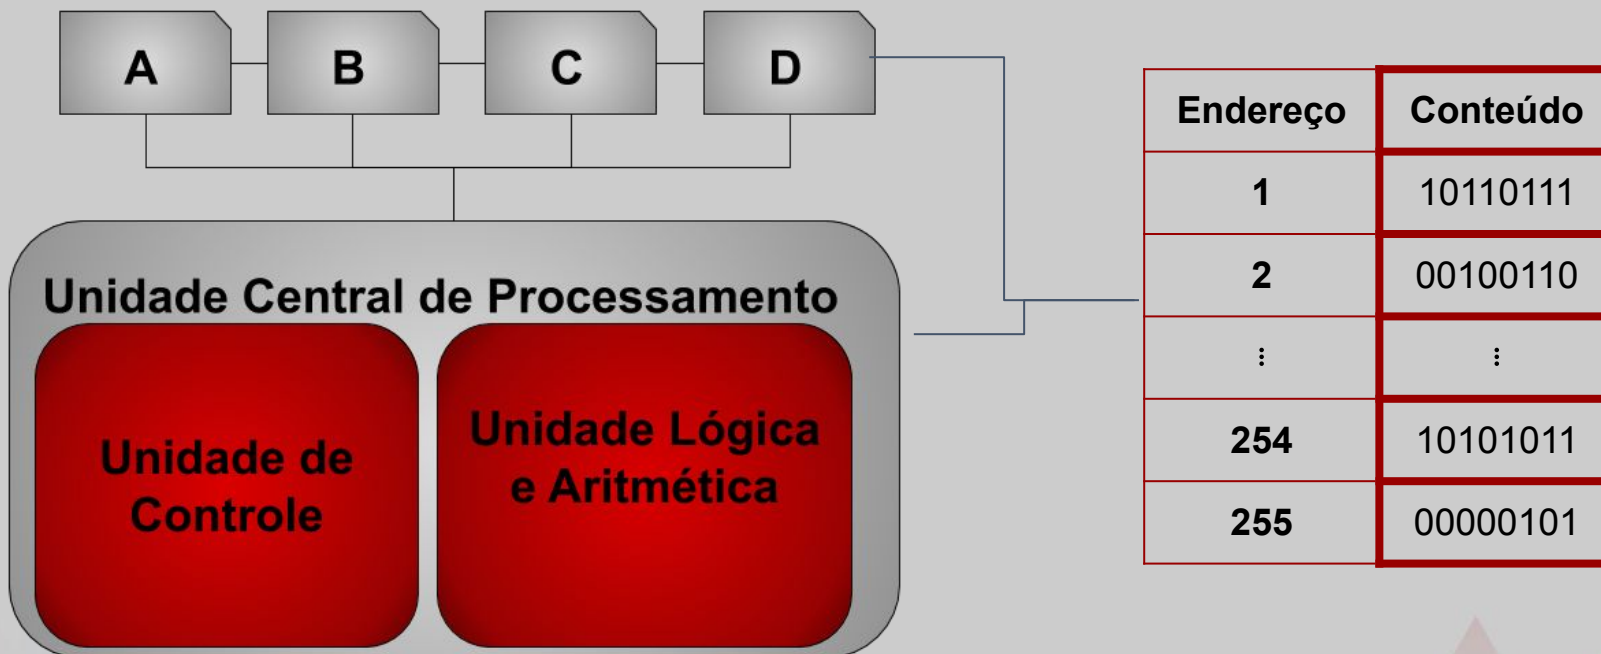 A B C D
Unidade Central de Processamento
Unidade de
Controle
Unidade Lógica
e Aritmética
Endereço Conteúdo
1 10110111
2 00100110
⋮ ⋮
254 10101011
255 00000101